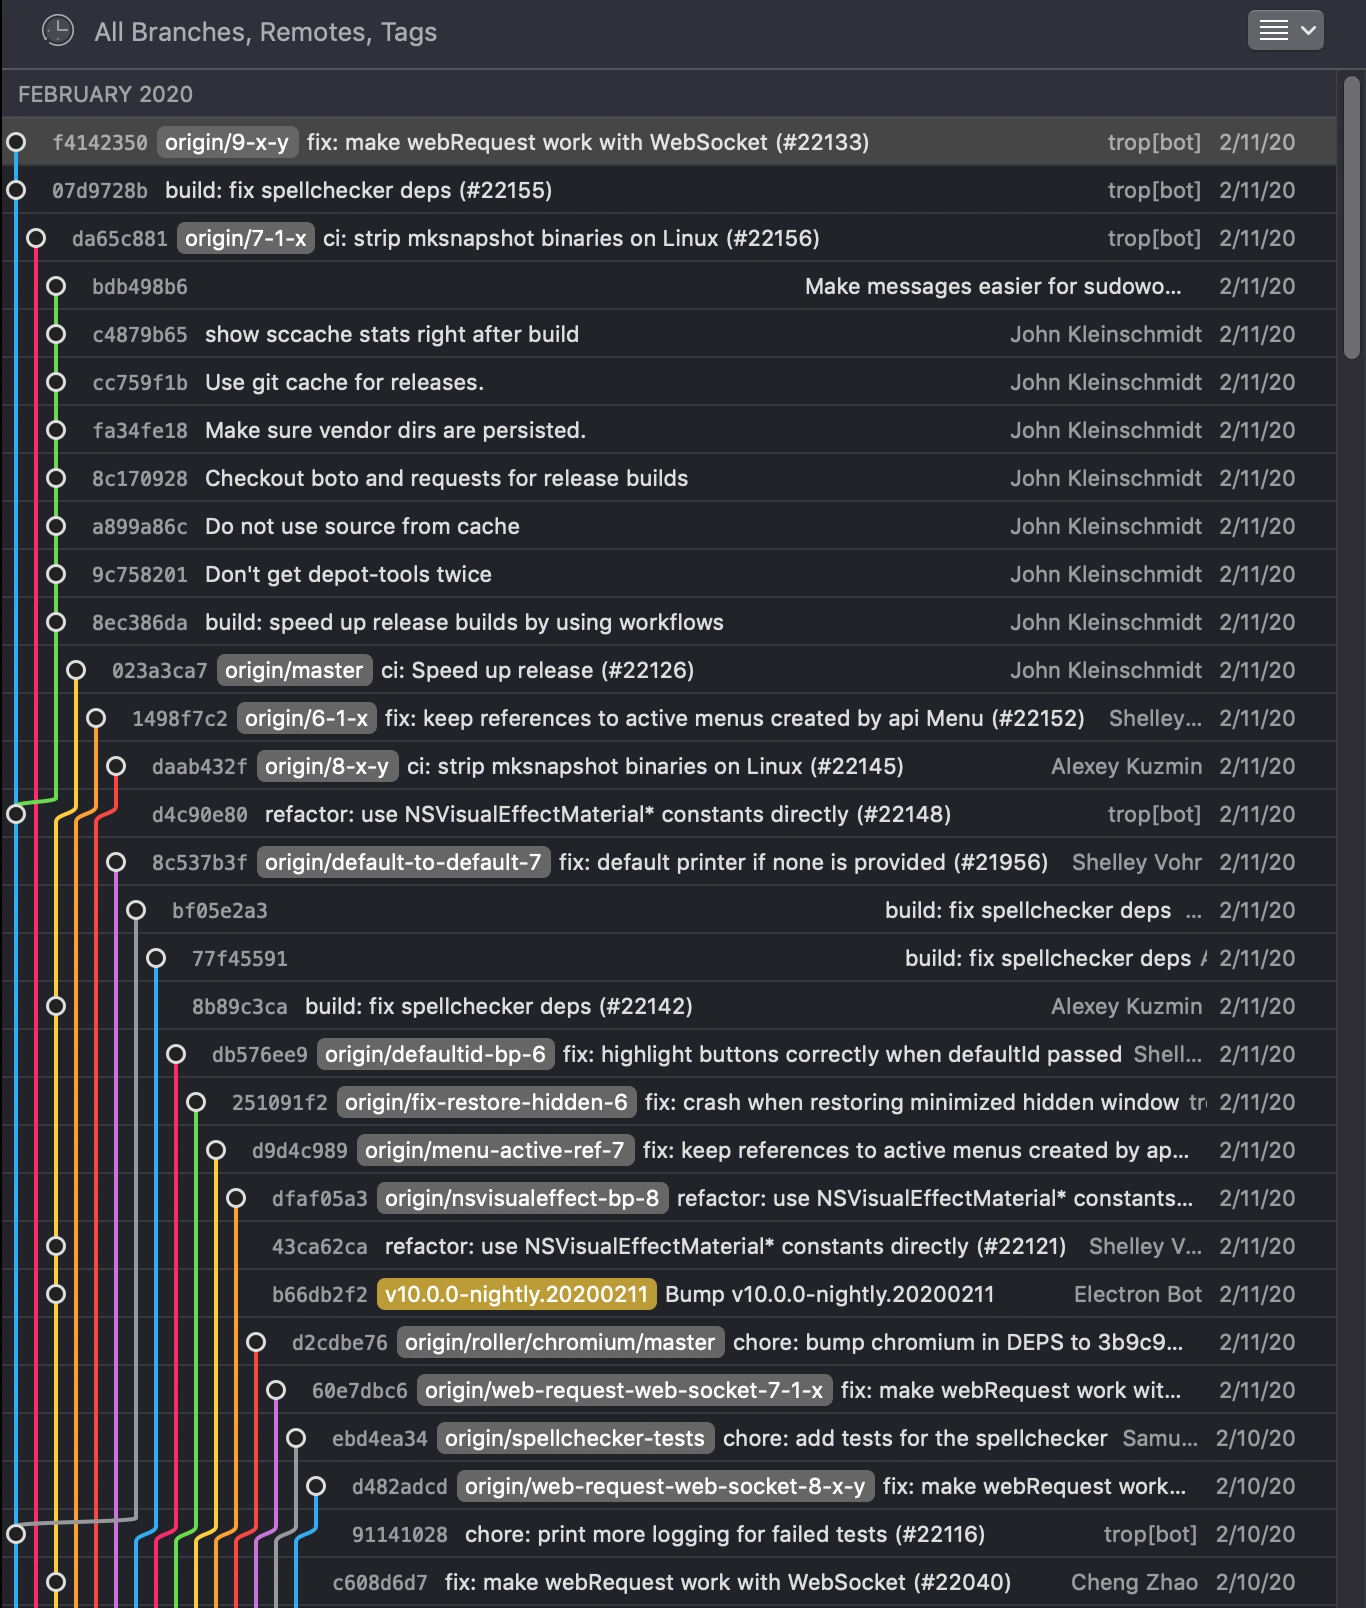 All Branches, Remotes, Tags
FEBRUARY 2020
f4142350 origin/9-x-y fix: make webRequest work with WebSocket (#22133) trop[bot] 2/11/20
07d9728b build: fix spellchecker deps (#22155) trop[bot] 2/11/20
da65c881 origin/7-1-x ci: strip mksnapshot binaries on Linux (#22156) trop[bot] 2/11/20
bdb498b6 Make messages easier for sudowo... 2/11/20
c4879b65 show sccache stats right after build John Kleinschmidt 2/11/20
cc759f1b Use git cache for releases. John Kleinschmidt 2/11/20
fa34fe18 Make sure vendor dirs are persisted. John Kleinschmidt 2/11/20
8c170928 Checkout boto and requests for release builds John Kleinschmidt 2/11/20
a899a86c Do not use source from cache John Kleinschmidt 2/11/20
9c758201 Don't get depot-tools twice John Kleinschmidt 2/11/20
8ec386da build: speed up release builds by using workflows John Kleinschmidt 2/11/20
023a3ca7 origin/master ci: Speed up release (#22126) John Kleinschmidt 2/11/20
1498f7c2 origin/6-1-x fix: keep references to active menus created by api Menu (#22152) Shelley... 2/11/20
daab432f origin/8-x-y ci: strip mksnapshot binaries on Linux (#22145) Alexey Kuzmin 2/11/20
d4c90e80 refactor: use NSVisualEffectMaterial* constants directly (#22148) trop[bot] 2/11/20
8c537b3f origin/default-to-default-7 fix: default printer if none is provided (#21956) Shelley Vohr 2/11/20
bf05e2a3 build: fix spellchecker deps ... 2/11/20
77f45591 build: fix spellchecker deps 2/11/20
8b89c3ca build: fix spellchecker deps (#22142) Alexey Kuzmin 2/11/20
db576ee9 origin/defaultid-bp-6 fix: highlight buttons correctly when defaultId passed Shell... 2/11/20
251091f2 origin/fix-restore-hidden-6 fix: crash when restoring minimized hidden window tr 2/11/20
d9d4c989 origin/menu-active-ref-7 fix: keep references to active menus created by ap... 2/11/20
dfaf05a3 origin/nsvisualeffect-bp-8 refactor: use NSVisualEffectMaterial* constants... 2/11/20
43ca62ca refactor: use NSVisualEffectMaterial* constants directly (#22121) Shelley V... 2/11/20
b66db2f2 v10.0.0-nightly.20200211 Bump v10.0.0-nightly.20200211 Electron Bot 2/11/20
d2cdbe76 origin/roller/chromium/master chore: bump chromium in DEPS to 3b9c9... 2/11/20
60e7dbc6 origin/web-request-web-socket-7-1-x fix: make webRequest work wit... 2/11/20
ebd4ea34 origin/spellchecker-tests chore: add tests for the spellchecker Samu... 2/10/20
d482adcd origin/web-request-web-socket-8-x-y fix: make webRequest work... 2/10/20
91141028 chore: print more logging for failed tests (#22116) trop[bot] 2/10/20
c608d6d7 fix: make webRequest work with WebSocket (#22040) Cheng Zhao 2/10/20